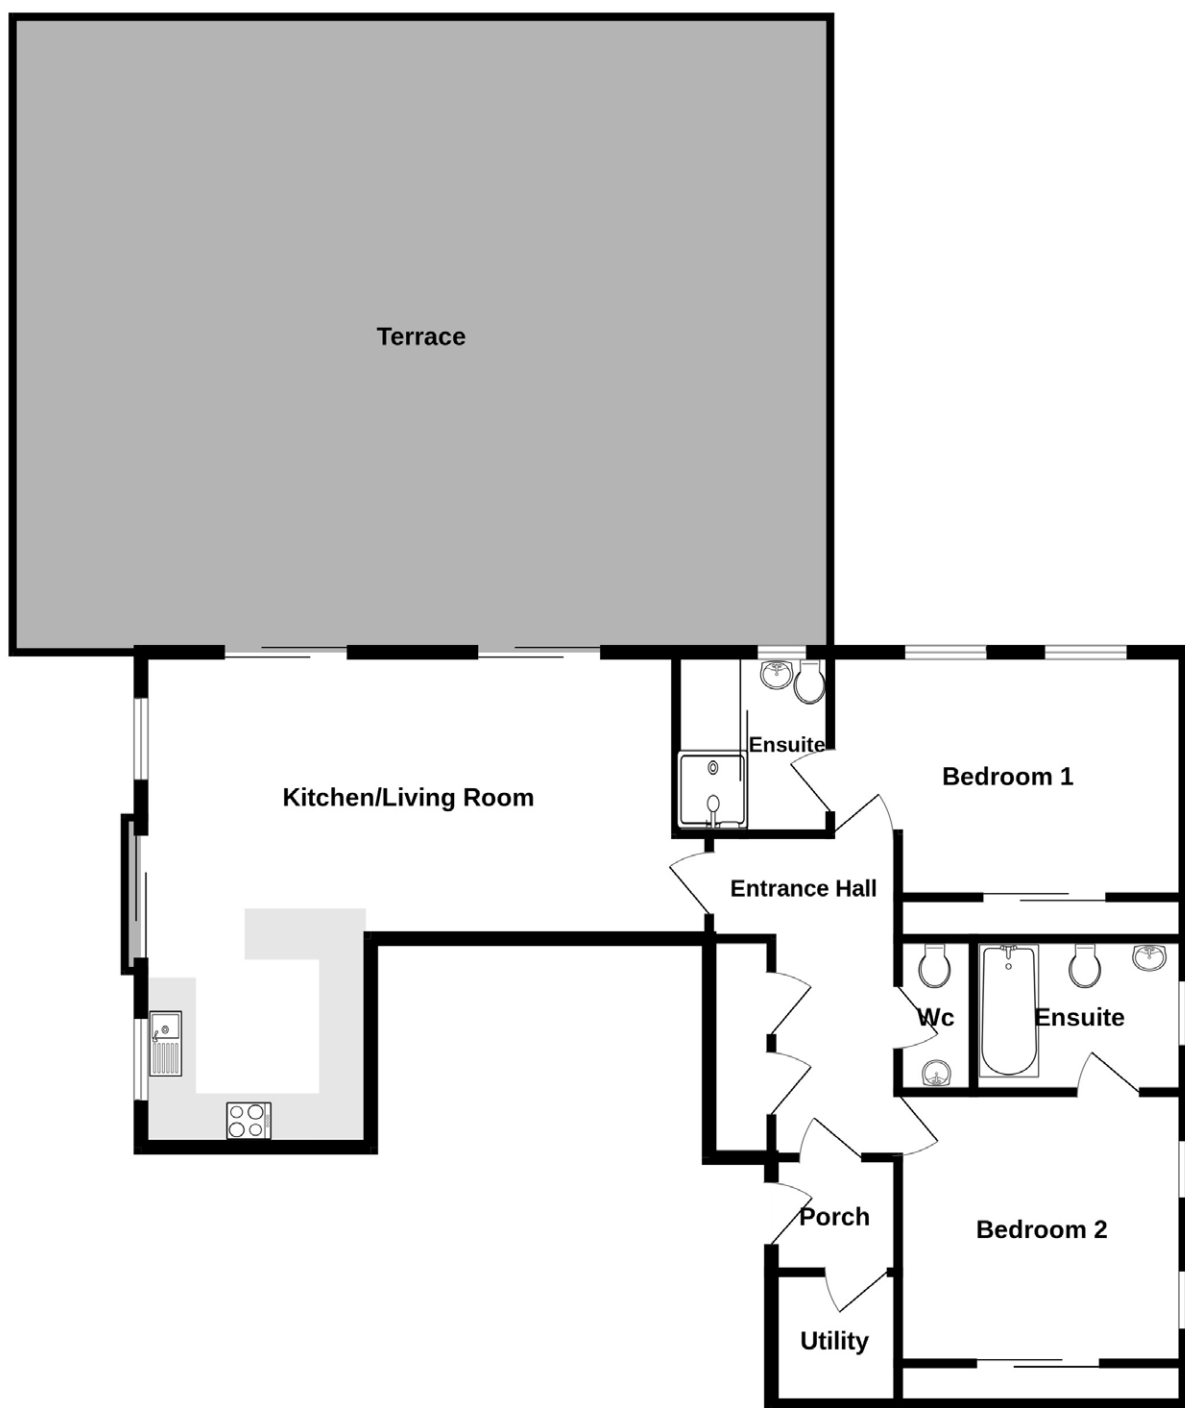 Terrace
Ensuite
Bedroom 1
Kitchen/Living Room
Entrance Hall
Wc
Ensuite
Porch
Bedroom 2
Utility